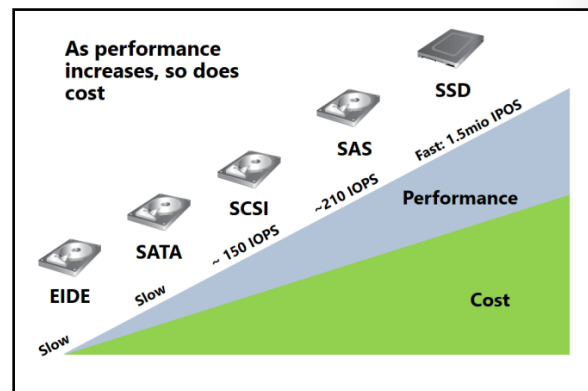 As performance
increases, so does
cost
SSD
SAS
SCSI
SATA
EIDE
Slow
Slow
~ 150 IOPS
~210 IOPS
Fast: 1.5mio IPOS
Performance
Cost